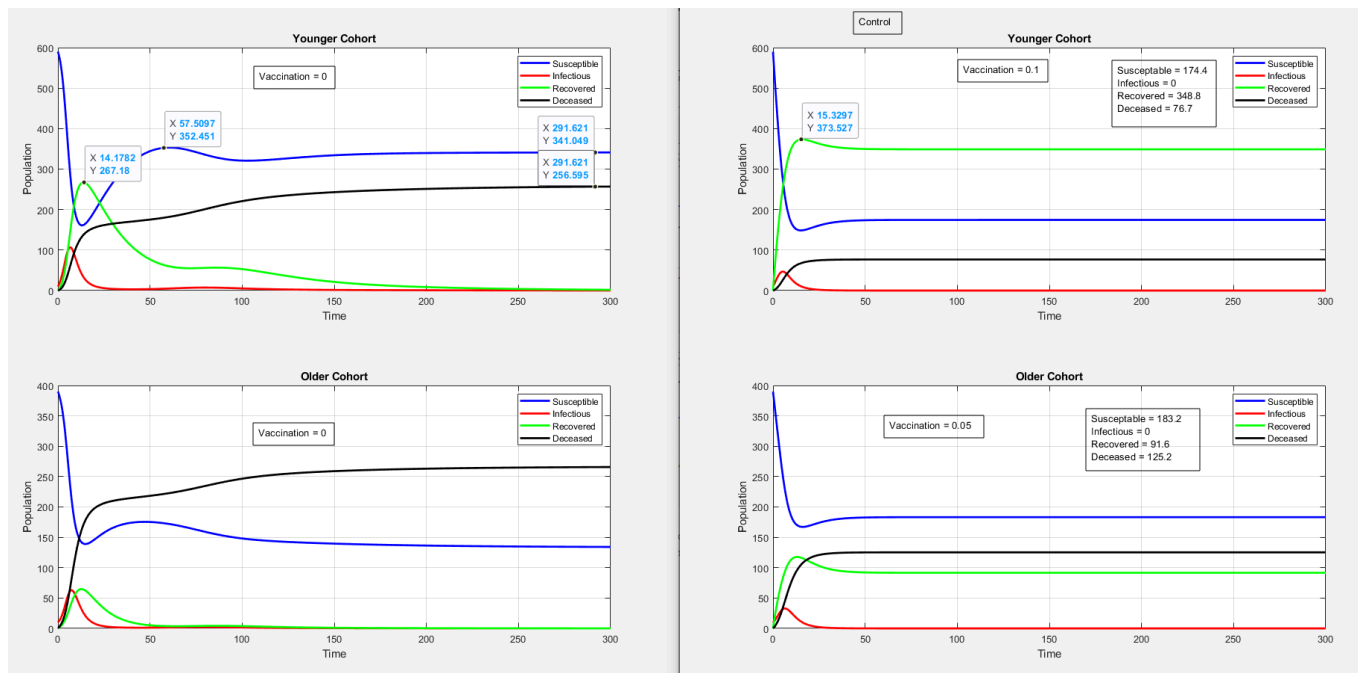 Younger Cohort
Vaccination = 0
Susceptible
Infectious
Recovered
Deceased
X 57.5097
Y 352.451
X 14.1782
Y 267.18
X 291.621
Y 341.049
X 291.621
Y 256.595
600
500
400
300
200
100
0
Population
0
50
100
150
200
250
300
Time
Older Cohort
Vaccination = 0
Susceptible
Infectious
Recovered
Deceased
400
350
300
250
200
150
100
50
0
Population
0
50
100
150
200
250
300
Time
Control
Younger Cohort
Vaccination = 0.1
Susceptable = 174.4
Infectious = 0
Recovered = 348.8
Deceased = 76.7
Susceptible
Infectious
Recovered
Deceased
X 15.3297
Y 373.527
600
500
400
300
200
100
0
Population
0
50
100
150
200
250
300
Time
Older Cohort
Vaccination = 0.05
Susceptable = 183.2
Infectious = 0
Recovered = 91.6
Deceased = 125.2
Susceptible
Infectious
Recovered
Deceased
400
350
300
250
200
150
100
50
0
Population
0
50
100
150
200
250
300
Time